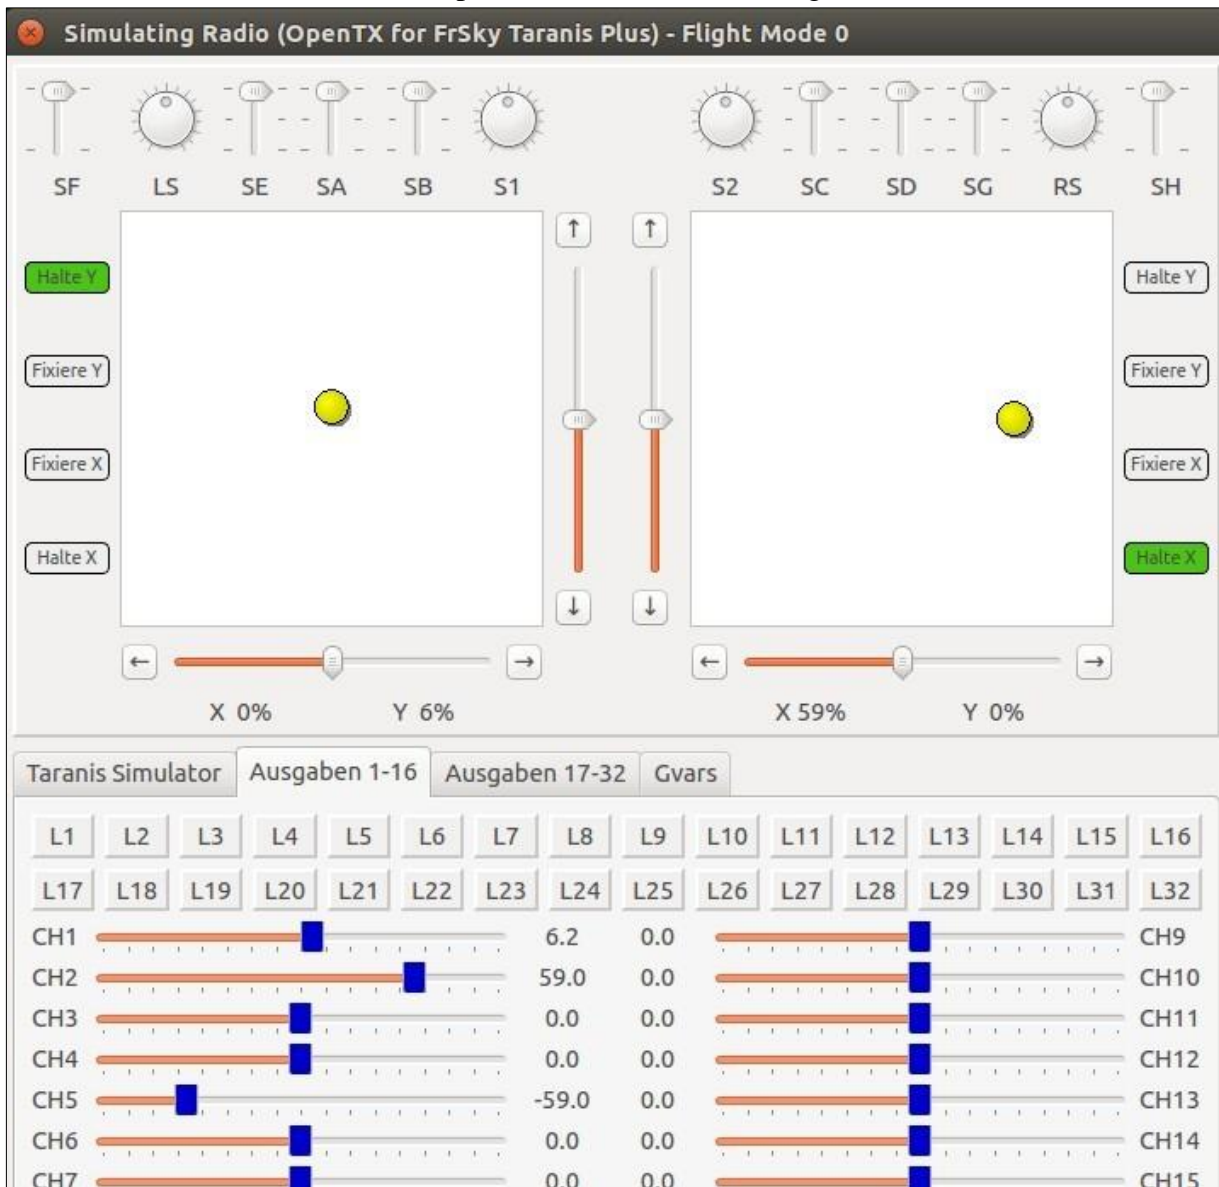 Simulating Radio (OpenTX for FrSky Taranis Plus) - Flight Mode 0
SF LS SE SA SB S1 S2 SC SD SG RS SH
Halte Y Halte Y
Fixiere Y Fixiere Y
Fixiere X Fixiere X
Halte X Halte X
X 0% Y 6% X 59% Y 0%
Taranis Simulator Ausgaben 1-16 Ausgaben 17-32 Gvars
L1 L2 L3 L4 L5 L6 L7 L8 L9 L10 L11 L12 L13 L14 L15 L16
L17 L18 L19 L20 L21 L22 L23 L24 L25 L26 L27 L28 L29 L30 L31 L32
CH1 6.2 0.0 CH9
CH2 59.0 0.0 CH10
CH3 0.0 0.0 CH11
CH4 0.0 0.0 CH12
CH5 -59.0 0.0 CH13
CH6 0.0 0.0 CH14
CH7 0.0 0.0 CH15